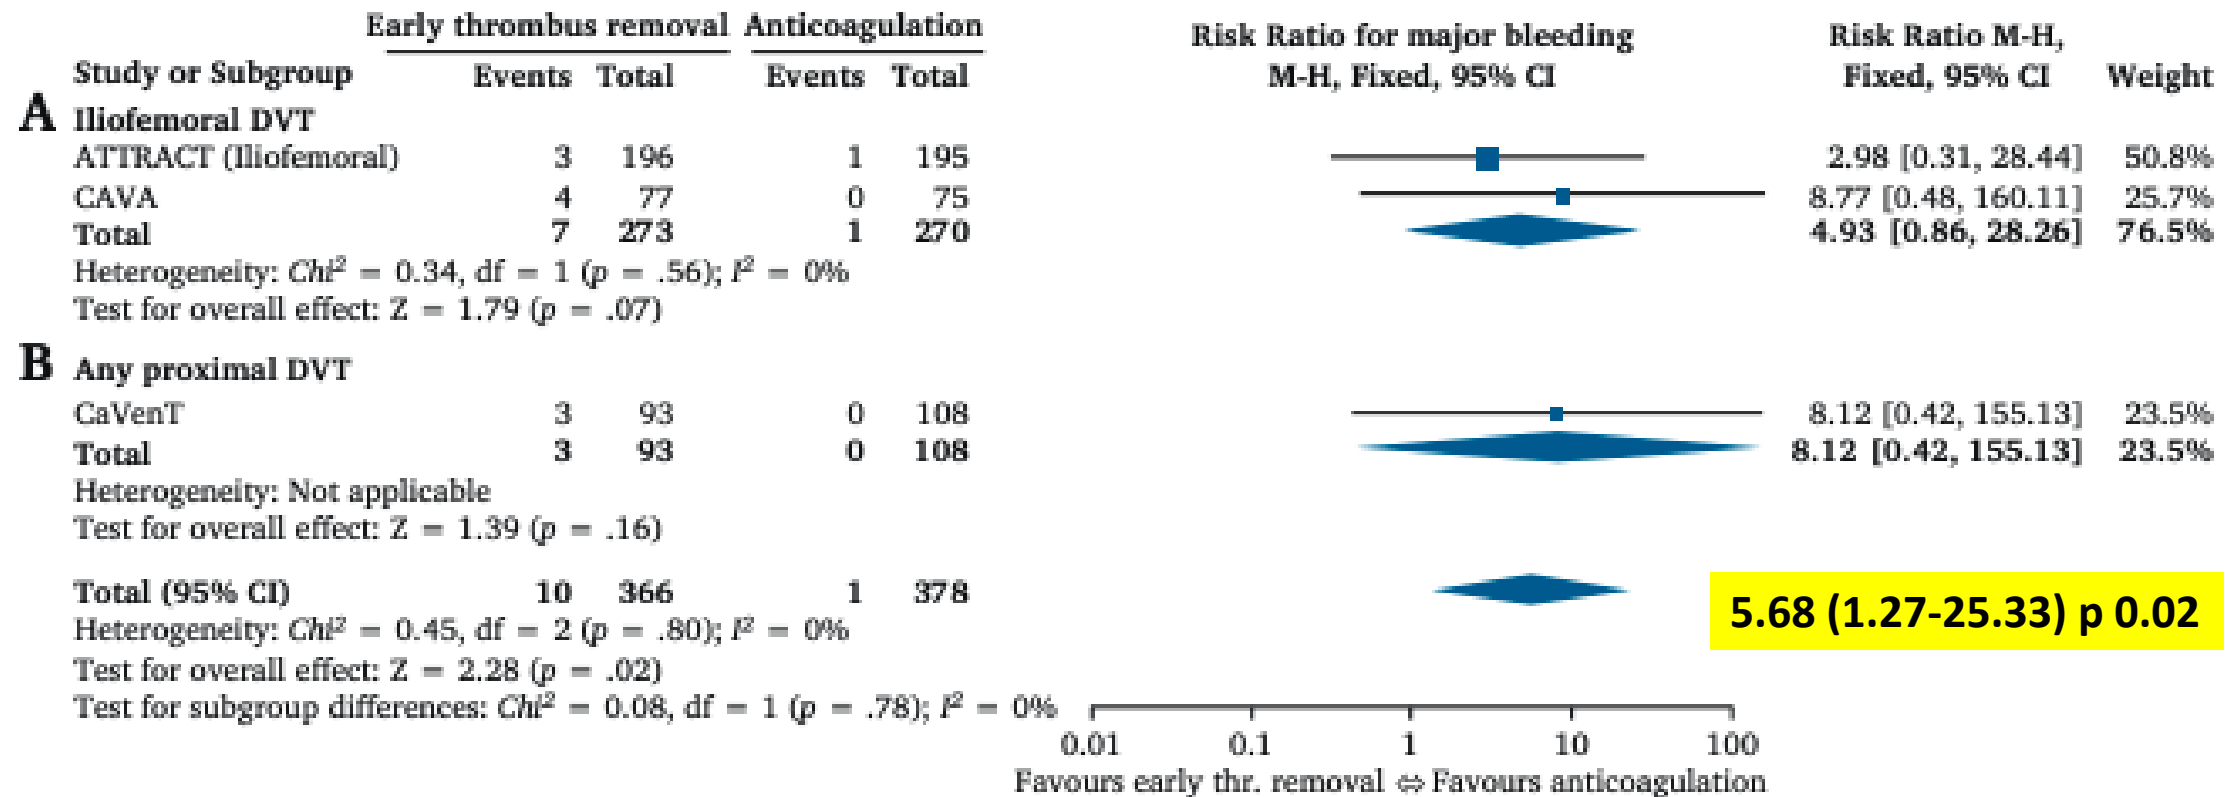 Early thrombus removal Anticoagulation Risk Ratio for major bleeding Risk Ratio M-H,
Study or Subgroup Events Total Events Total M-H, Fixed, 95% CI Fixed, 95% CI Weight
A Iliofemoral DVT
ATTRACT (Iliofemoral) 3 196 1 195 2.98 [0.31, 28.44] 50.8%
CAVA 4 77 0 75 8.77 [0.48, 160.11] 25.7%
Total 7 273 1 270 4.93 [0.86, 28.26] 76.5%
Heterogeneity: Chi² = 0.34, df = 1 (p = .56); I² = 0%
Test for overall effect: Z = 1.79 (p = .07)
B Any proximal DVT
CaVenT 3 93 0 108 8.12 [0.42, 155.13] 23.5%
Total 3 93 0 108 8.12 [0.42, 155.13] 23.5%
Heterogeneity: Not applicable
Test for overall effect: Z = 1.39 (p = .16)
Total (95% CI) 10 366 1 378 5.68 (1.27-25.33) p 0.02
Heterogeneity: Chi² = 0.45, df = 2 (p = .80); I² = 0%
Test for overall effect: Z = 2.28 (p = .02)
Test for subgroup differences: Chi² = 0.08, df = 1 (p = .78); I² = 0%
0.01 0.1 1 10 100
Favours early thr. removal ⇔ Favours anticoagulation